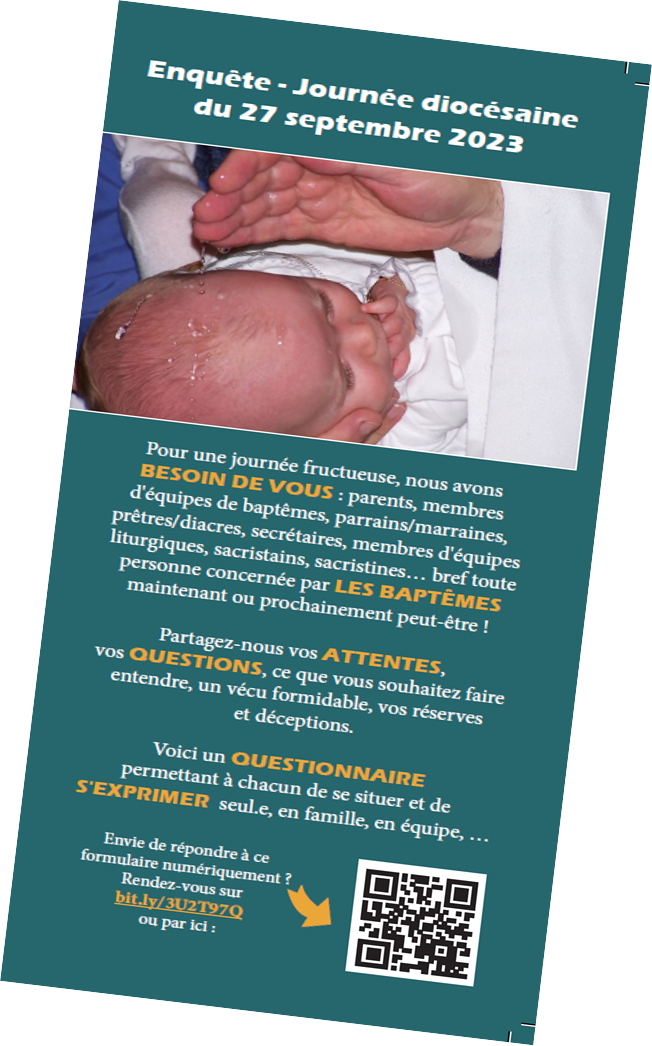 Enquête - Journée diocésaine
du 27 septembre 2023
Pour une journée fructueuse, nous avons
BESOIN DE VOUS : parents, membres
d'équipes de baptêmes, parrains/marraines,
prêtres/diacres, secrétaires, membres d'équipes
liturgiques, sacristains, sacristines… bref toute
personne concernée par LES BAPTÊMES
maintenant ou prochainement peut-être !
Partagez-nous vos ATTENTES,
vos QUESTIONS, ce que vous souhaitez faire
entendre, un vécu formidable, vos réserves
et déceptions.
Voici un QUESTIONNAIRE
permettant à chacun de se situer et de
S'EXPRIMER seul.e, en famille, en équipe, …
Envie de répondre à ce
formulaire numériquement ?
Rendez-vous sur
bit.ly/3U2T97Q
ou par ici :